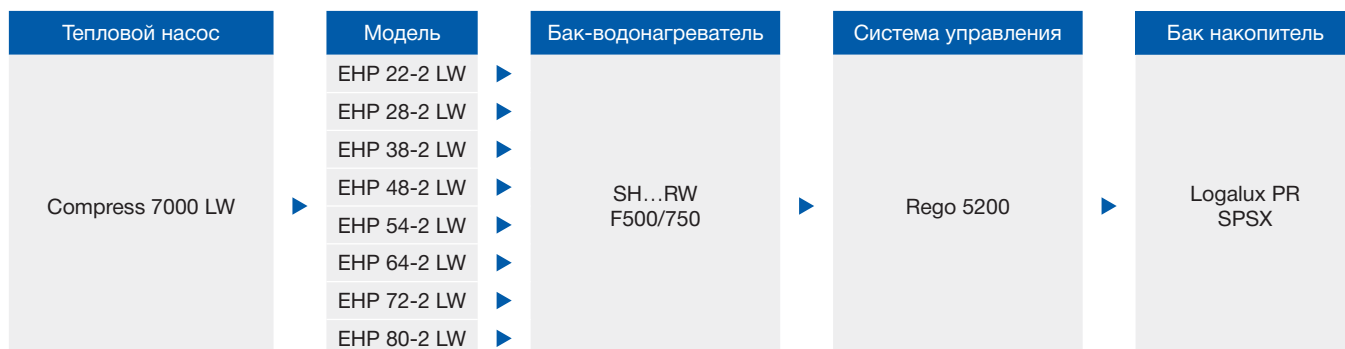 Тепловой насос
Модель
Бак-водонагреватель
Система управления
Бак накопитель
Compress 7000 LW
EHP 22-2 LW
EHP 28-2 LW
EHP 38-2 LW
EHP 48-2 LW
EHP 54-2 LW
EHP 64-2 LW
EHP 72-2 LW
EHP 80-2 LW
SH...RW
F500/750
Rego 5200
Logalux PR
SPSX